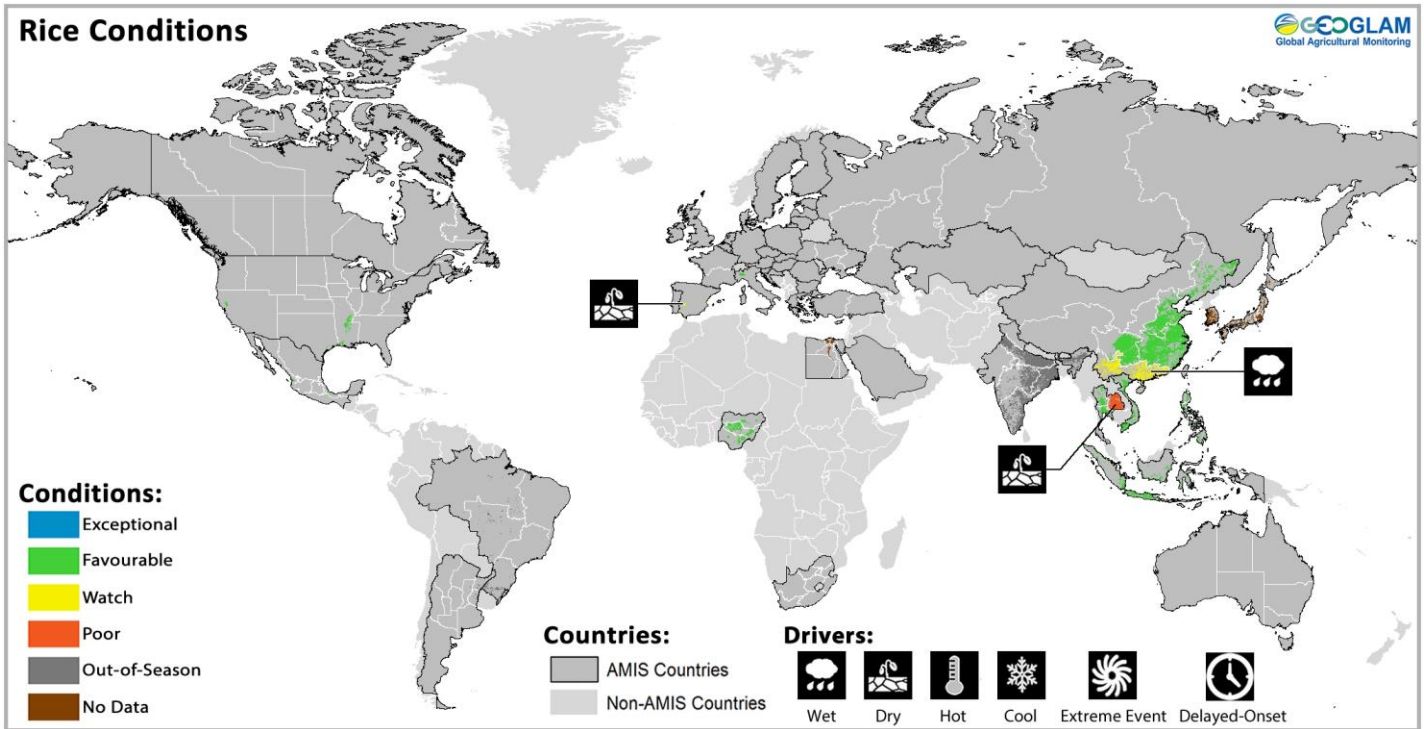 Rice Conditions
GEOGLAM
Global Agricultural Monitoring
Conditions:
Exceptional
Favourable
Watch
Poor
Out-of-Season
No Data
Countries:
AMIS Countries
Non-AMIS Countries
Drivers:
Wet
Dry
Hot
Cool
Extreme Event
Delayed-Onset